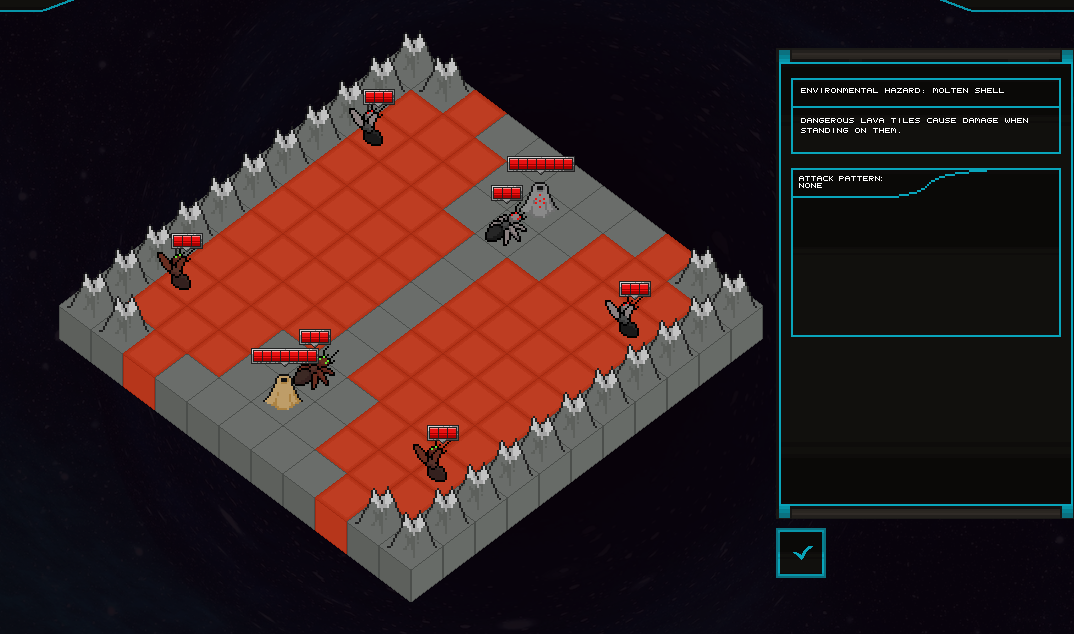 ENVIRONMENTAL HAZARD: MOLTEN SHELL
DANGEROUS LAVA TILES CAUSE DAMAGE WHEN
STANDING ON THEM.
ATTACK PATTERN:
NONE